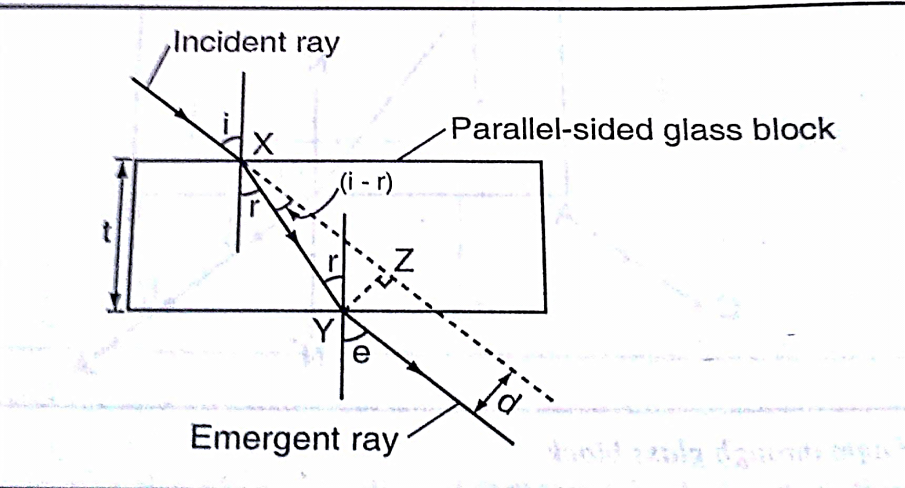 Incident ray
i
X
Parallel-sided glass block
(i - r)
r
t
r
Z
Y
e
d
Emergent ray